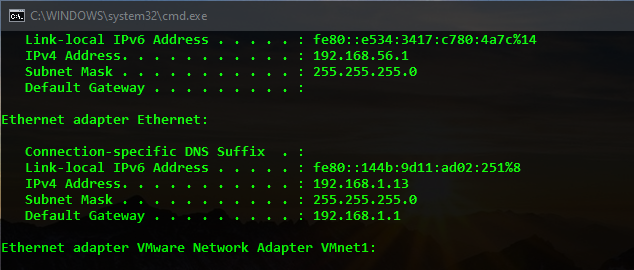 C:\WINDOWS\system32\cmd.exe
Link-local IPv6 Address . . . . . : fe80::e534:3417:c780:4a7c%14
IPv4 Address. . . . . . . . . . . : 192.168.56.1
Subnet Mask . . . . . . . . . . . : 255.255.255.0
Default Gateway . . . . . . . . . :
Ethernet adapter Ethernet:
Connection-specific DNS Suffix  . :
Link-local IPv6 Address . . . . . : fe80::144b:9d11:ad02:251%8
IPv4 Address. . . . . . . . . . . : 192.168.1.13
Subnet Mask . . . . . . . . . . . : 255.255.255.0
Default Gateway . . . . . . . . . : 192.168.1.1
Ethernet adapter VMware Network Adapter VMnet1: